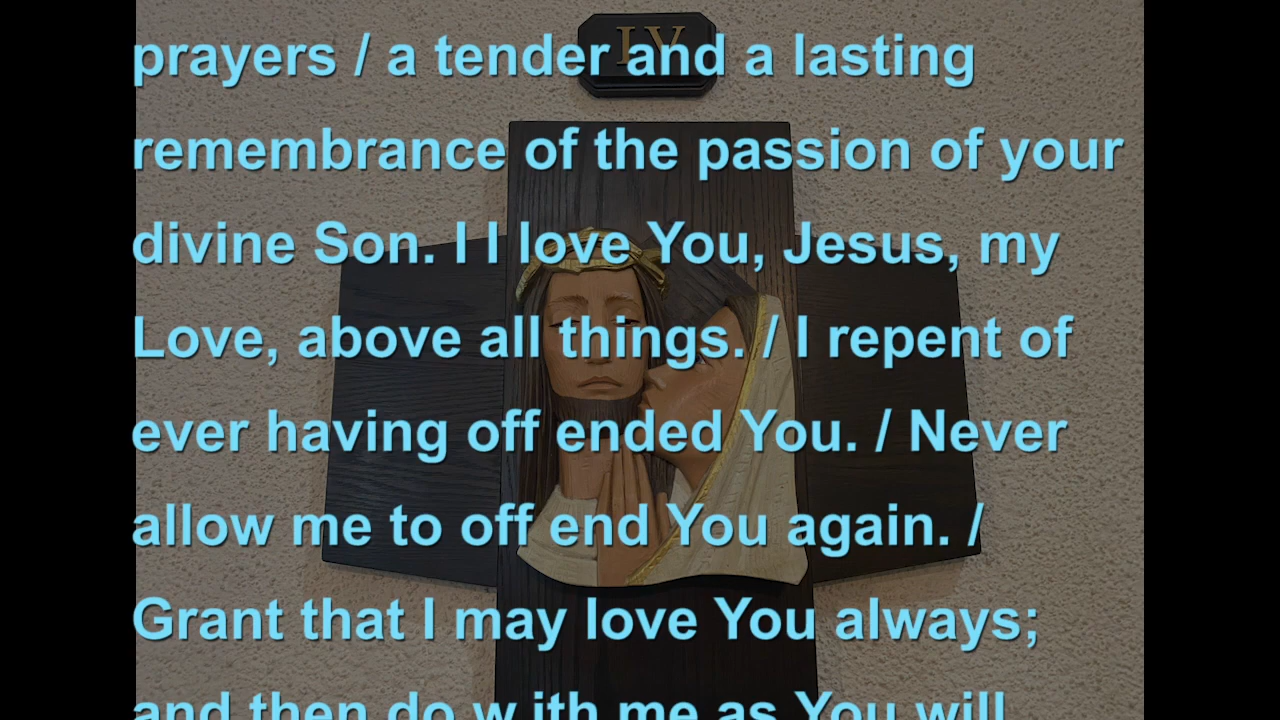 IV
prayers / a tender and a lasting
remembrance of the passion of your
divine Son. I I love You, Jesus, my
Love, above all things. / I repent of
ever having off ended You. / Never
allow me to off end You again. /
Grant that I may love You always;
and then do w ith me as You will